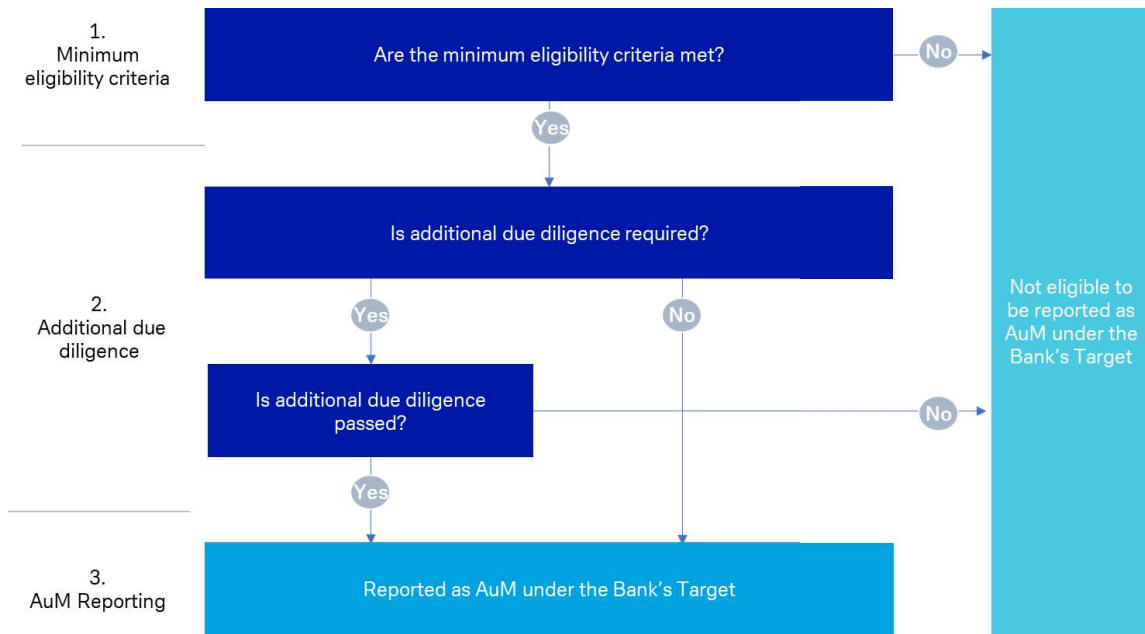 1.
Minimum
eligibility criteria
Are the minimum eligibility criteria met?
No
Yes
Is additional due diligence required?
2.
Additional due
diligence
Yes
No
Not eligible to
be reported as
AuM under the
Bank's Target
Is additional due diligence
passed?
No
Yes
3.
AuM Reporting
Reported as AuM under the Bank's Target